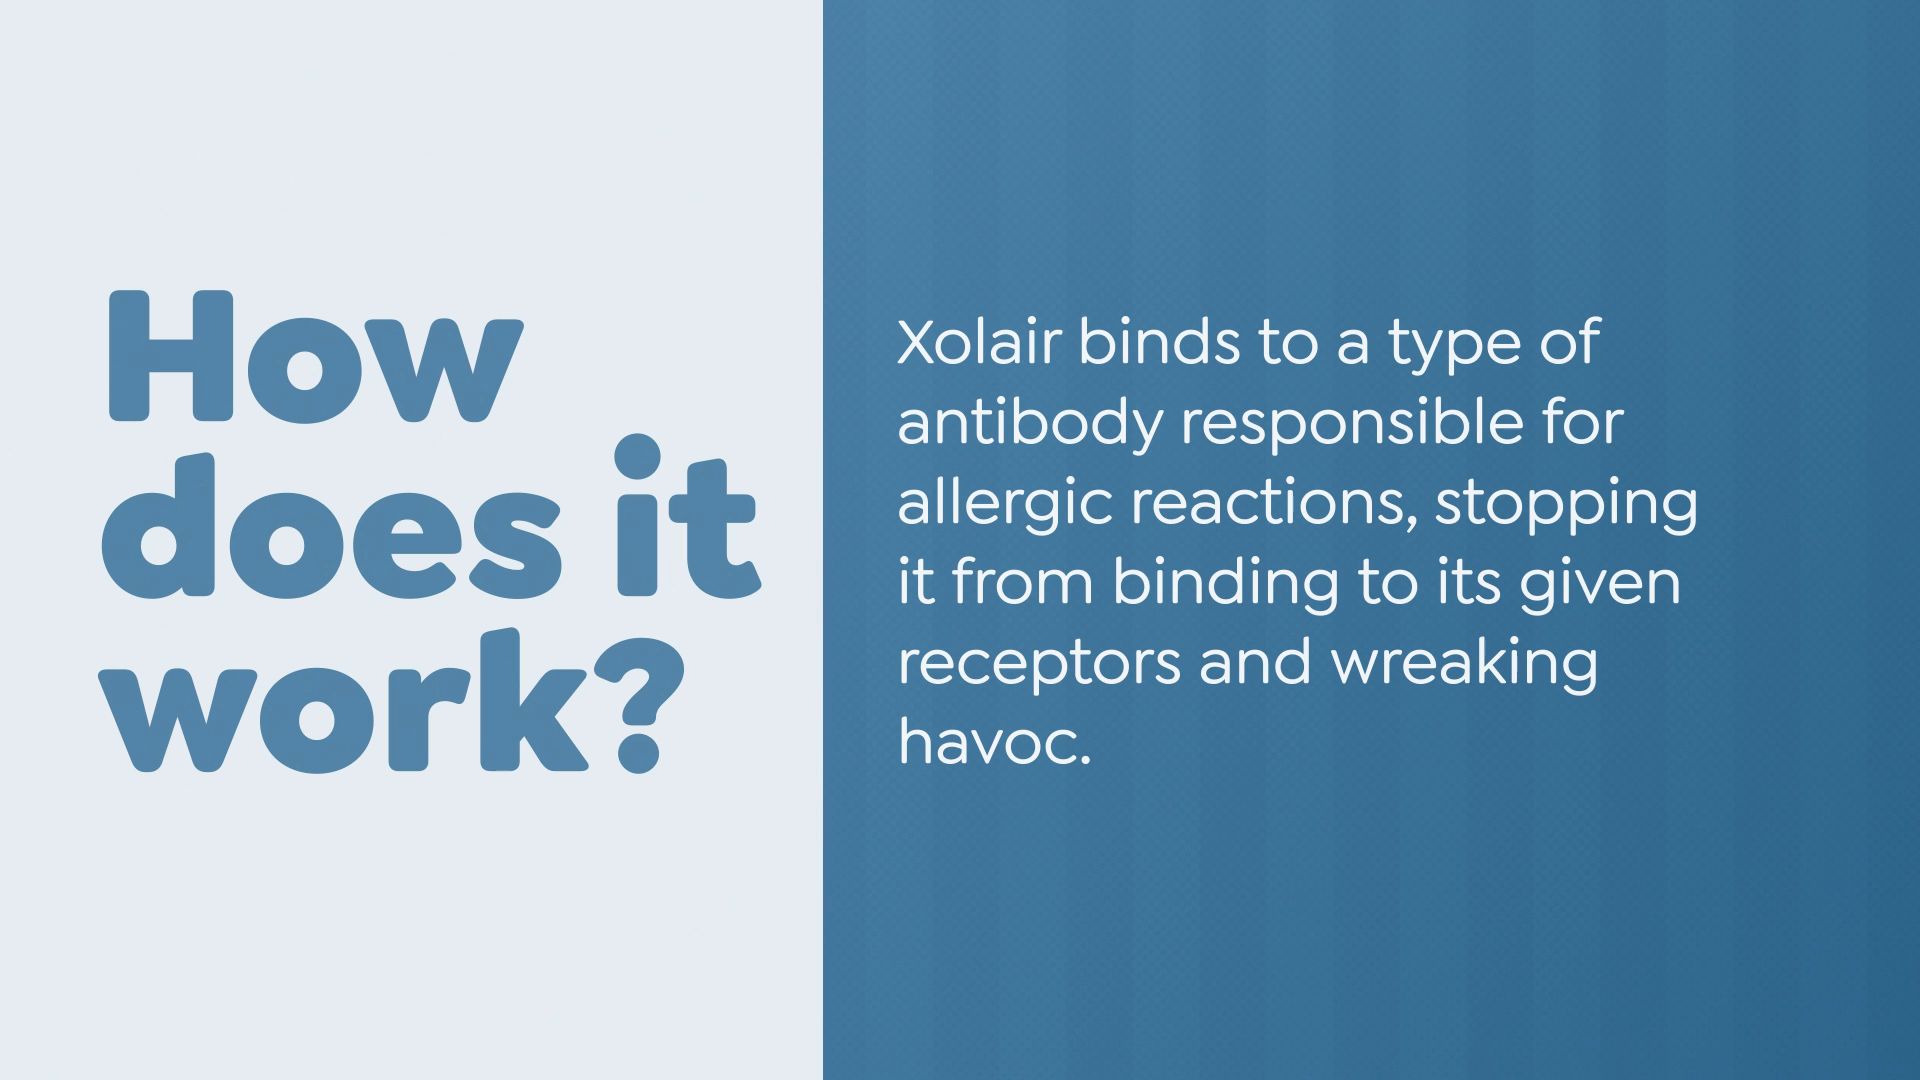 How
does it
work?
Xolair binds to a type of
antibody responsible for
allergic reactions, stopping
it from binding to its given
receptors and wreaking
havoc.